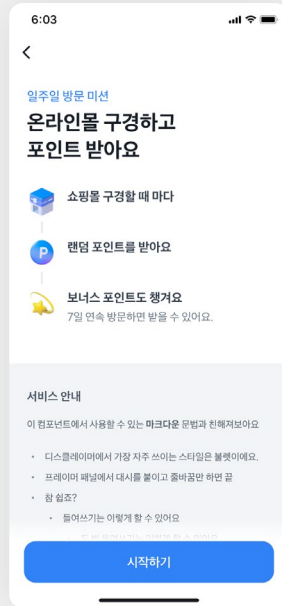 6:03
일주일 방문 미션
온라인몰 구경하고
포인트 받아요
쇼핑몰 구경할 때 마다
P
랜덤 포인트를 받아요
보너스 포인트도 챙겨요
7일 연속 방문하면 받을 수 있어요.
서비스 안내
이 컴포넌트에서 사용할 수 있는 마크다운 문법과 친해져보아요
• 디스클레이머에서 가장 자주 쓰이는 스타일은 불렛이에요.
• 프레이머 패널에서 대시를 붙이고 줄바꿈만 하면 끝
• 참 쉽죠?
• 들여쓰기는 이렇게 할 수 있어요
시작하기